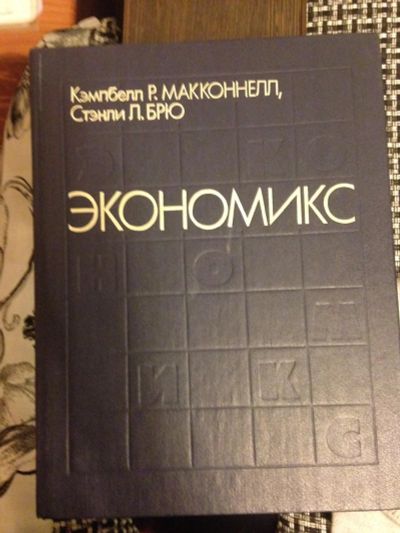 Кэмпбелл Р. МАККОННЕЛЛ,
Стэнли Л. БРЮ
ЭКОНОМИКС
Э К О
Н О М
И К С